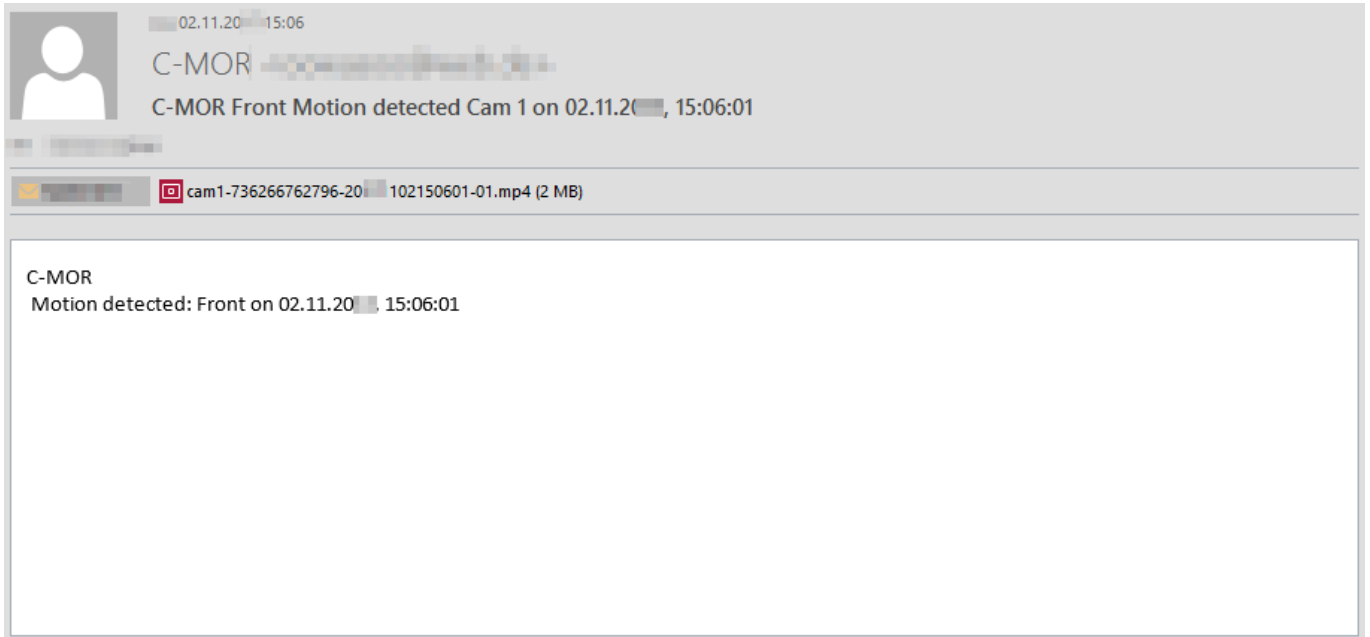 02.11.20 15:06
C-MOR
C-MOR Front Motion detected Cam 1 on 02.11.2 , 15:06:01
cam1-736266762796-20 102150601-01.mp4 (2 MB)
C-MOR
Motion detected: Front on 02.11.20 , 15:06:01